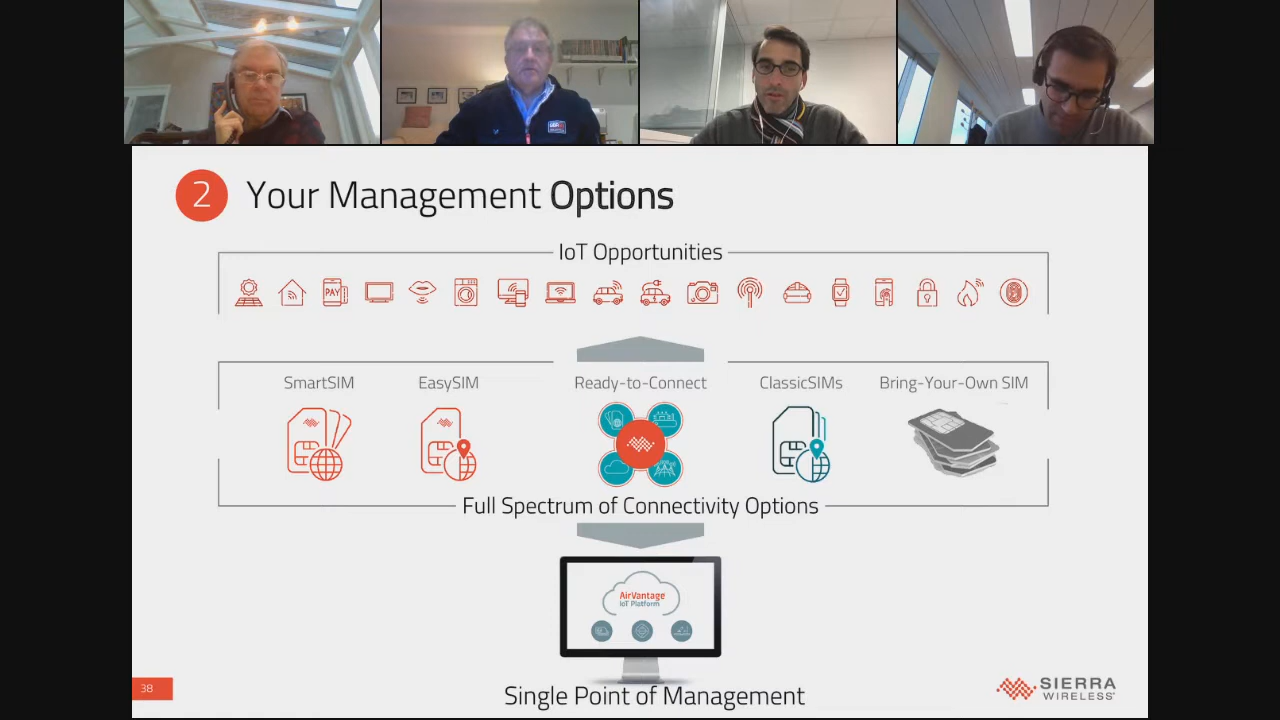 2
Your Management Options
IoT Opportunities
PAY
SmartSIM
EasySIM
Ready-to-Connect
ClassicSIMs
Bring-Your-Own SIM
Full Spectrum of Connectivity Options
AirVantage
IoT Platform
Single Point of Management
38
SIERRA
WIRELESS